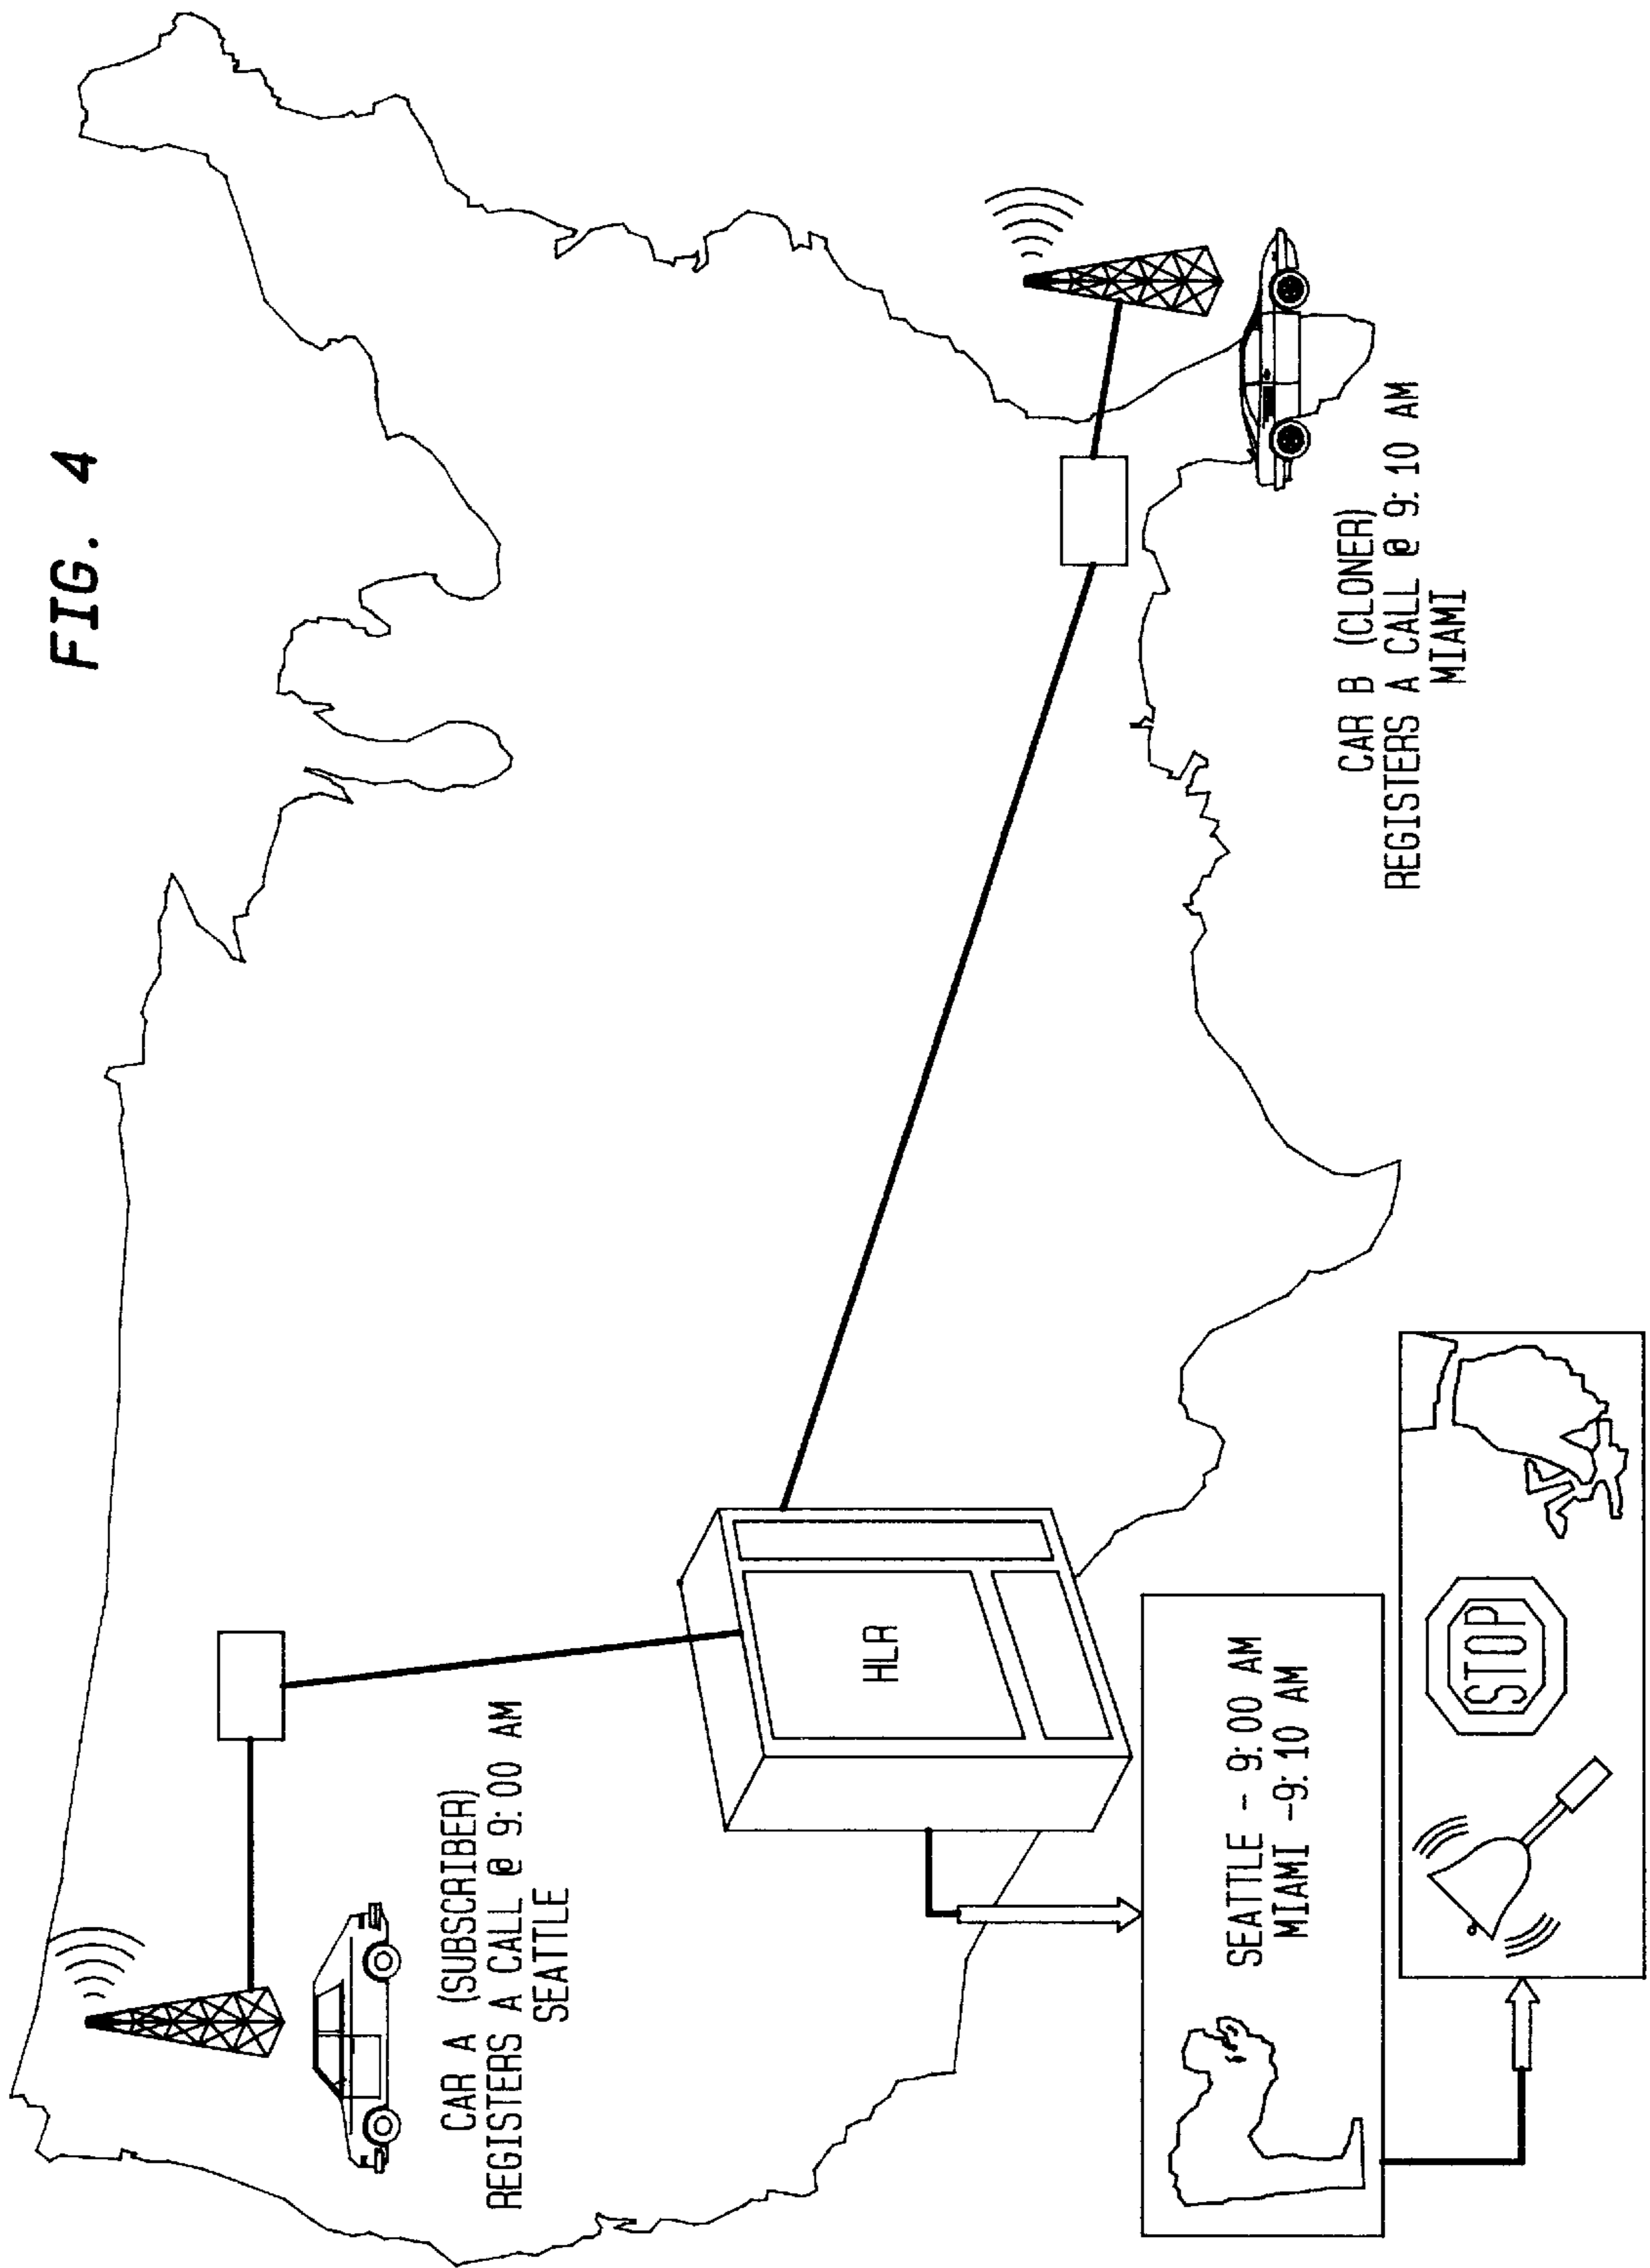 FIG. 4
CAR A (SUBSCRIBER)
REGISTERS A CALL @ 9:00 AM
SEATTLE
HLR
CAR B (CLONER)
REGISTERS A CALL @ 9:10 AM
MIAMI
SEATTLE - 9:00 AM
MIAMI -9:10 AM
STOP